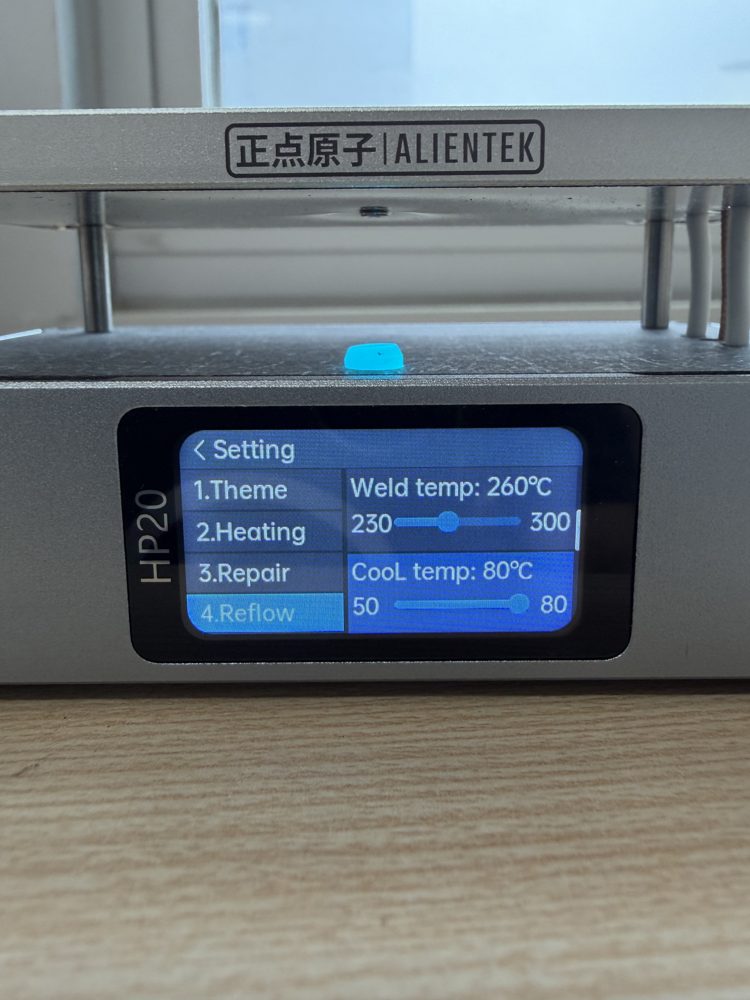 正点原子|ALIENTEK
HP20
< Setting
1.Theme
2.Heating
3.Repair
4.Reflow
Weld temp: 260℃
230 300
CooL temp: 80℃
50 80